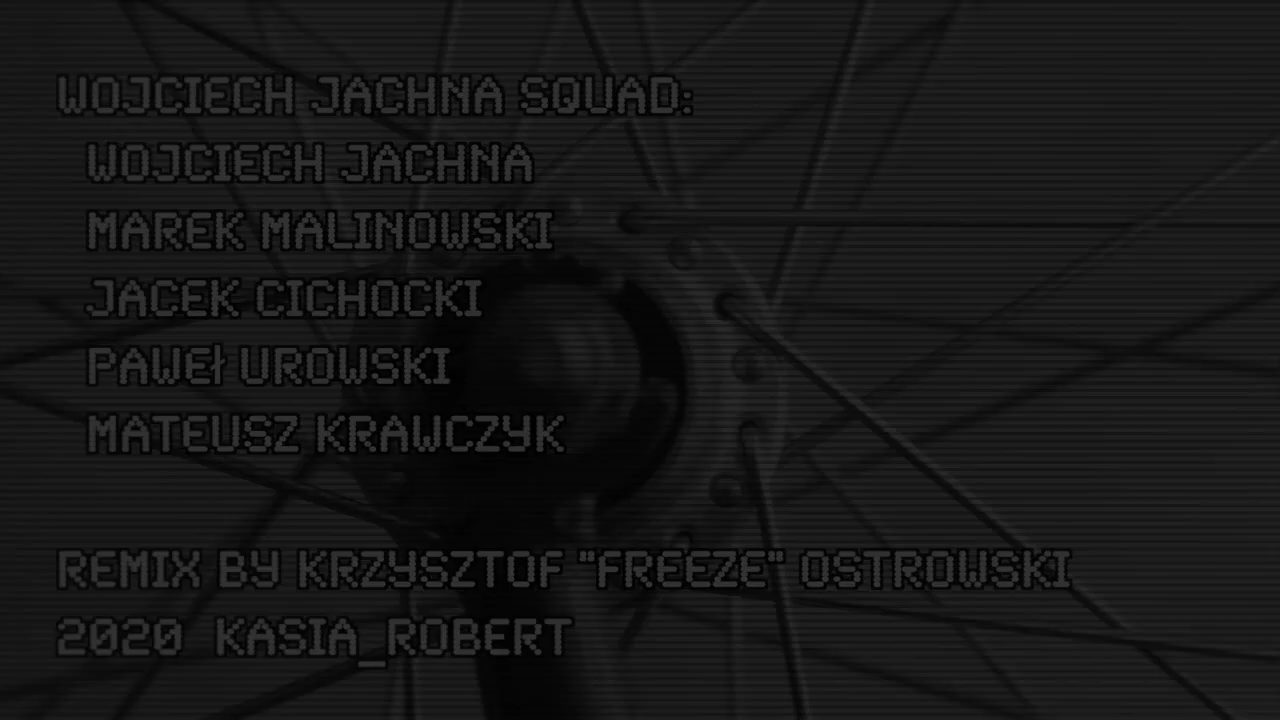 WOJCIECH JACHNA SQUAD:
WOJCIECH JACHNA
MAREK MALINOWSKI
JACEK CICHOCKI
PAWEł UROWSKI
MATEUSZ KRAWCZYK
REMIX BY KRZYSZTOF "FREEZE" OSTROWSKI
2020 KASIA_ROBERT